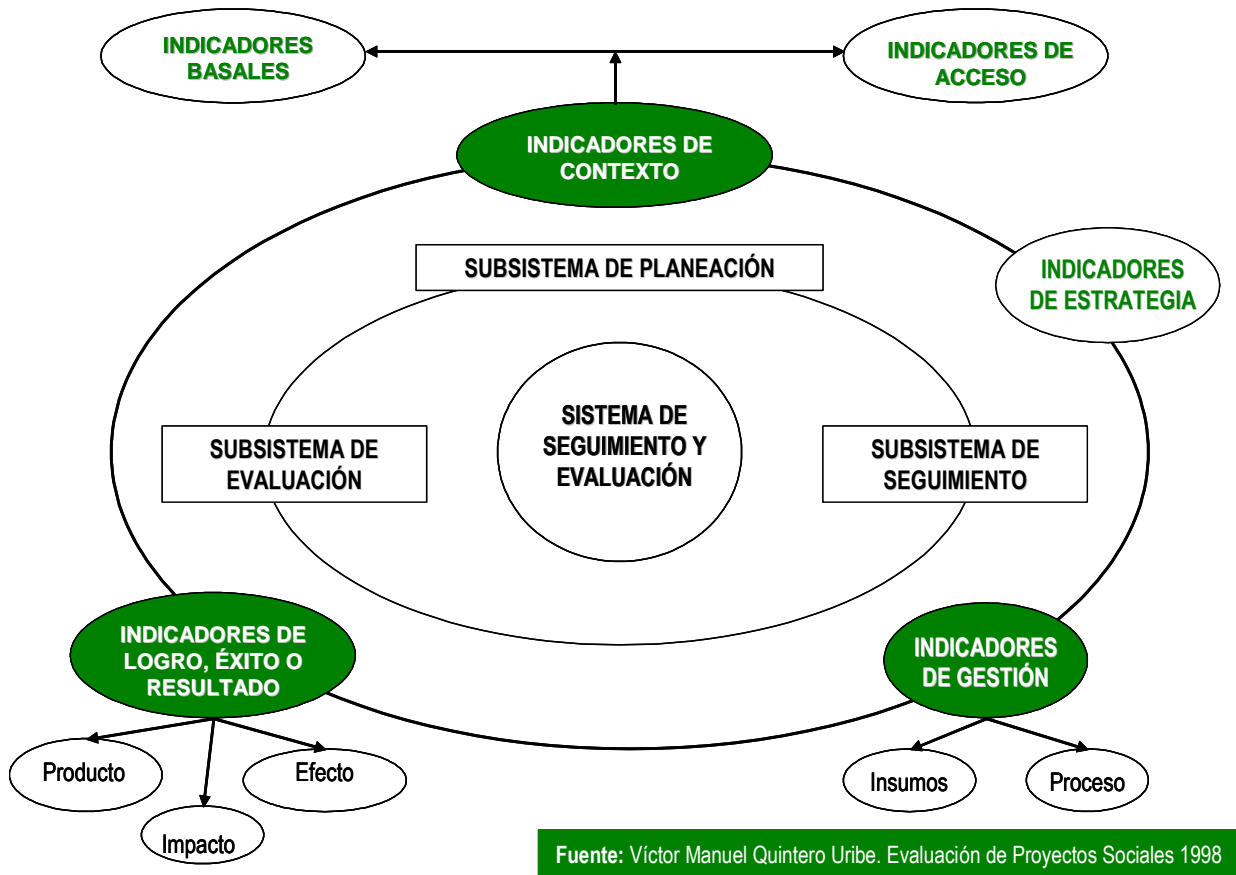 INDICADORES
BASALES
INDICADORES DE
ACCESO
INDICADORES DE
CONTEXTO
SUBSISTEMA DE PLANEACIÓN
INDICADORES
DE ESTRATEGIA
SISTEMA DE
SEGUIMIENTO Y
EVALUACIÓN
SUBSISTEMA DE
EVALUACIÓN
SUBSISTEMA DE
SEGUIMIENTO
INDICADORES DE
LOGRO, ÉXITO O
RESULTADO
INDICADORES
DE GESTIÓN
Producto
Efecto
Impacto
Insumos
Proceso
Fuente: Víctor Manuel Quintero Uribe. Evaluación de Proyectos Sociales 1998